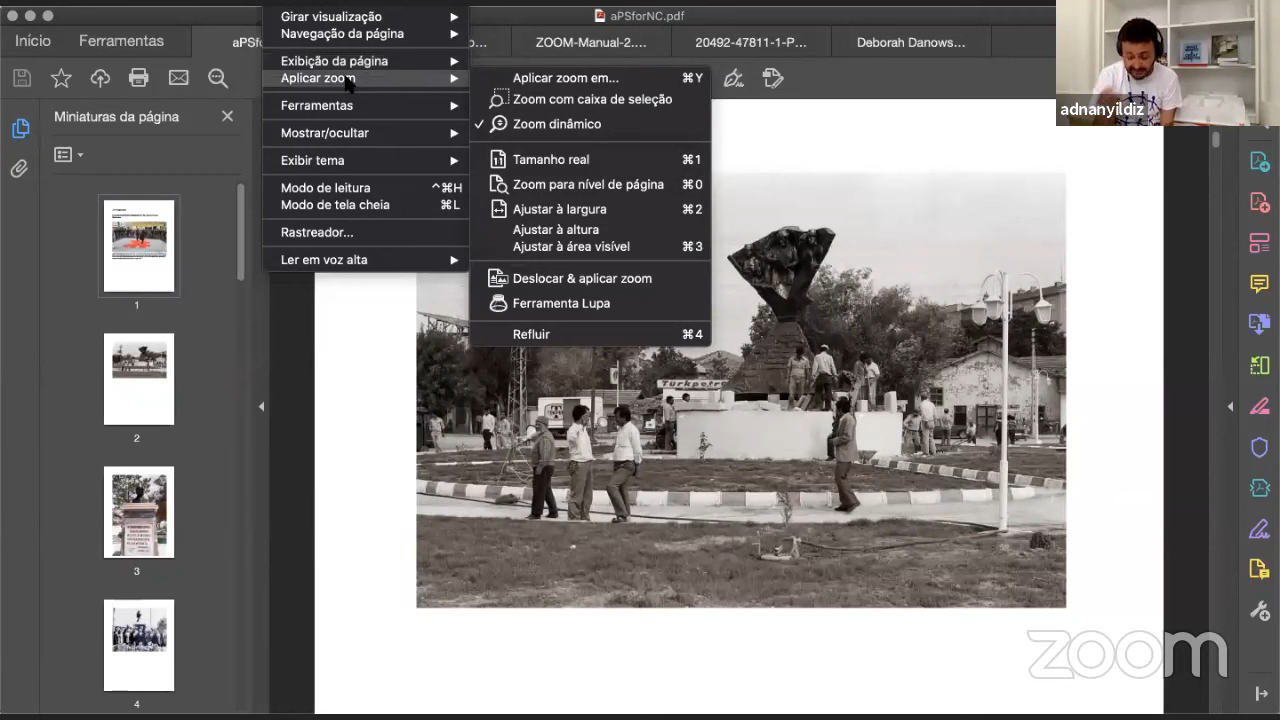 aPSforNC.pdf
Início
Ferramentas
aPSfo
o...
ZOOM-Manual-2....
20492-47811-1-P...
Deborah Danows...
Girar visualização
Navegação da página
Exibição da página
Aplicar zoom
Ferramentas
Mostrar/ocultar
Exibir tema
Modo de leitura ^⌘H
Modo de tela cheia ⌘L
Rastreador...
Ler em voz alta
Aplicar zoom em... ⌘Y
Zoom com caixa de seleção
Zoom dinâmico
Tamanho real ⌘1
Zoom para nível de página ⌘0
Ajustar à largura ⌘2
Ajustar à altura
Ajustar à área visível ⌘3
Deslocar & aplicar zoom
Ferramenta Lupa
Refluir ⌘4
Miniaturas da página
1
2
3
4
Türkpetro
adnanyildiz
zoom